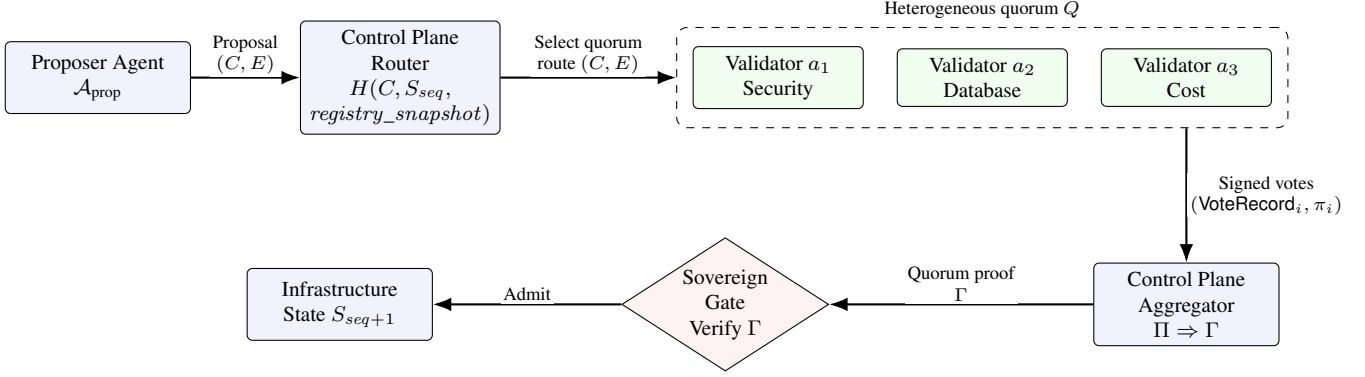 Heterogeneous quorum Q
Proposer Agent
𝒜_prop
Proposal
(C, E)
Control Plane
Router
H(C, S_seq,
registry_snapshot)
Select quorum
route (C, E)
Validator a_1
Security
Validator a_2
Database
Validator a_3
Cost
Signed votes
(VoteRecord_i, π_i)
Control Plane
Aggregator
Π ⇒ Γ
Quorum proof
Γ
Sovereign
Gate
Verify Γ
Admit
Infrastructure
State S_seq+1